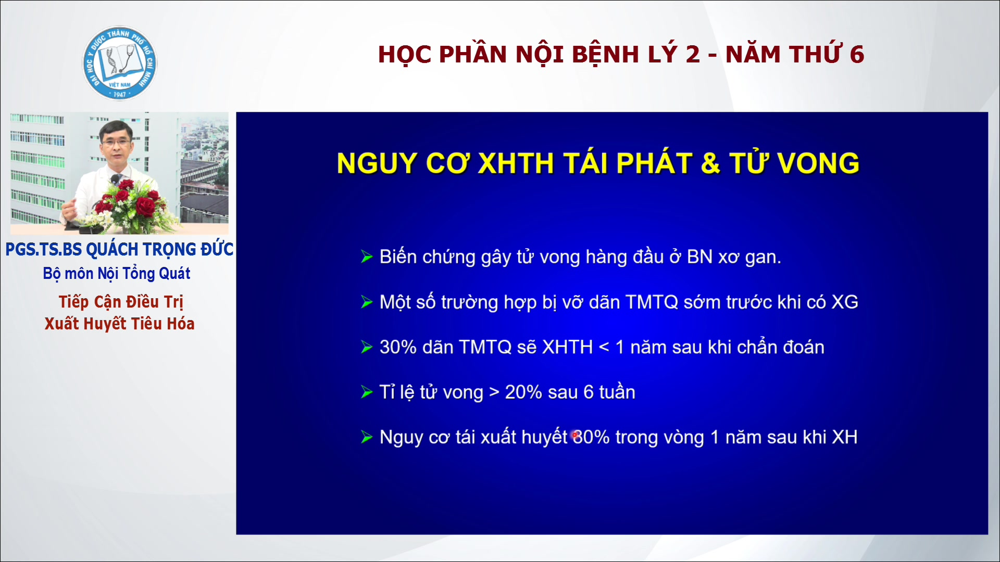 ĐẠI HỌC Y DƯỢC THÀNH PHỐ HỒ CHÍ MINH
VIỆT NAM
1947
HỌC PHẦN NỘI BỆNH LÝ 2 - NĂM THỨ 6
PGS.TS.BS QUÁCH TRỌNG ĐỨC
Bộ môn Nội Tổng Quát
Tiếp Cận Điều Trị
Xuất Huyết Tiêu Hóa
NGUY CƠ XHTH TÁI PHÁT & TỬ VONG
Biến chứng gây tử vong hàng đầu ở BN xơ gan.
Một số trường hợp bị vỡ dãn TMTQ sớm trước khi có XG
30% dãn TMTQ sẽ XHTH < 1 năm sau khi chẩn đoán
Tỉ lệ tử vong > 20% sau 6 tuần
Nguy cơ tái xuất huyết trong vòng 1 năm sau khi XH